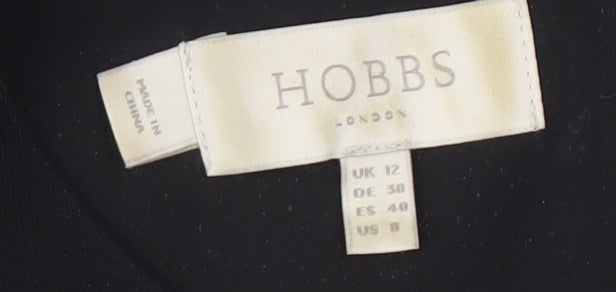 MADE IN
CHINA
HOBBS
LONDON
UK 12
DE 38
ES 40
US 8